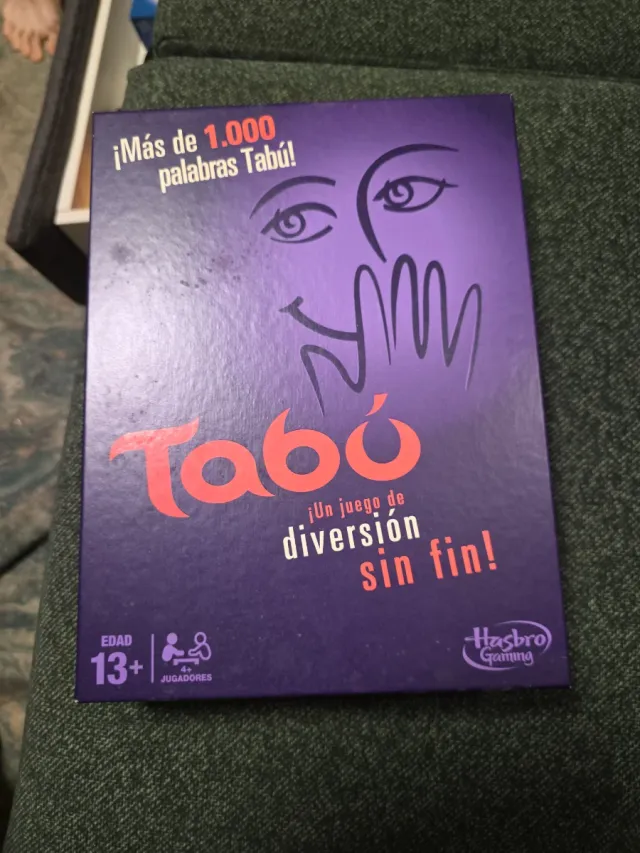 ¡Más de 1.000
palabras Tabú!
Tabú
¡Un juego de
diversión
sin fin!
EDAD
13+
4+
JUGADORES
Hasbro
Gaming